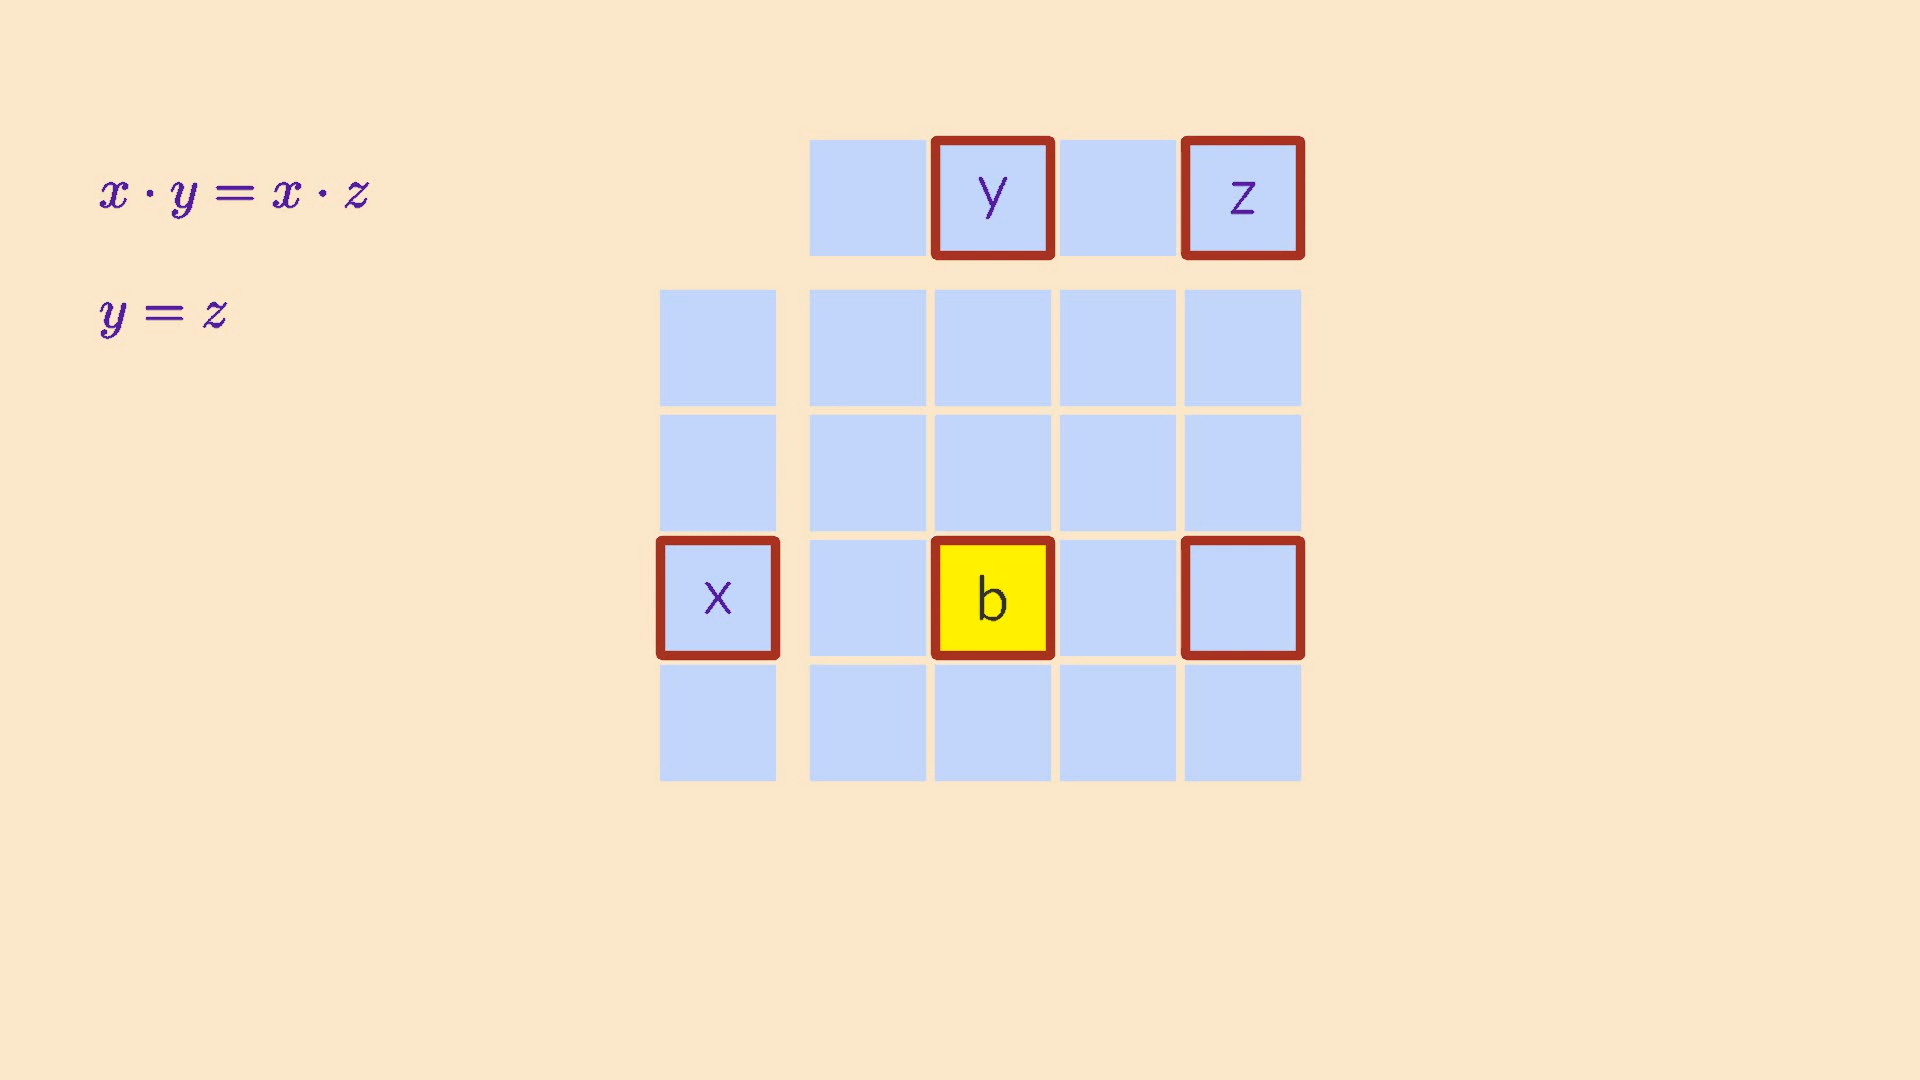 x · y = x · z
y = z
y z
x b